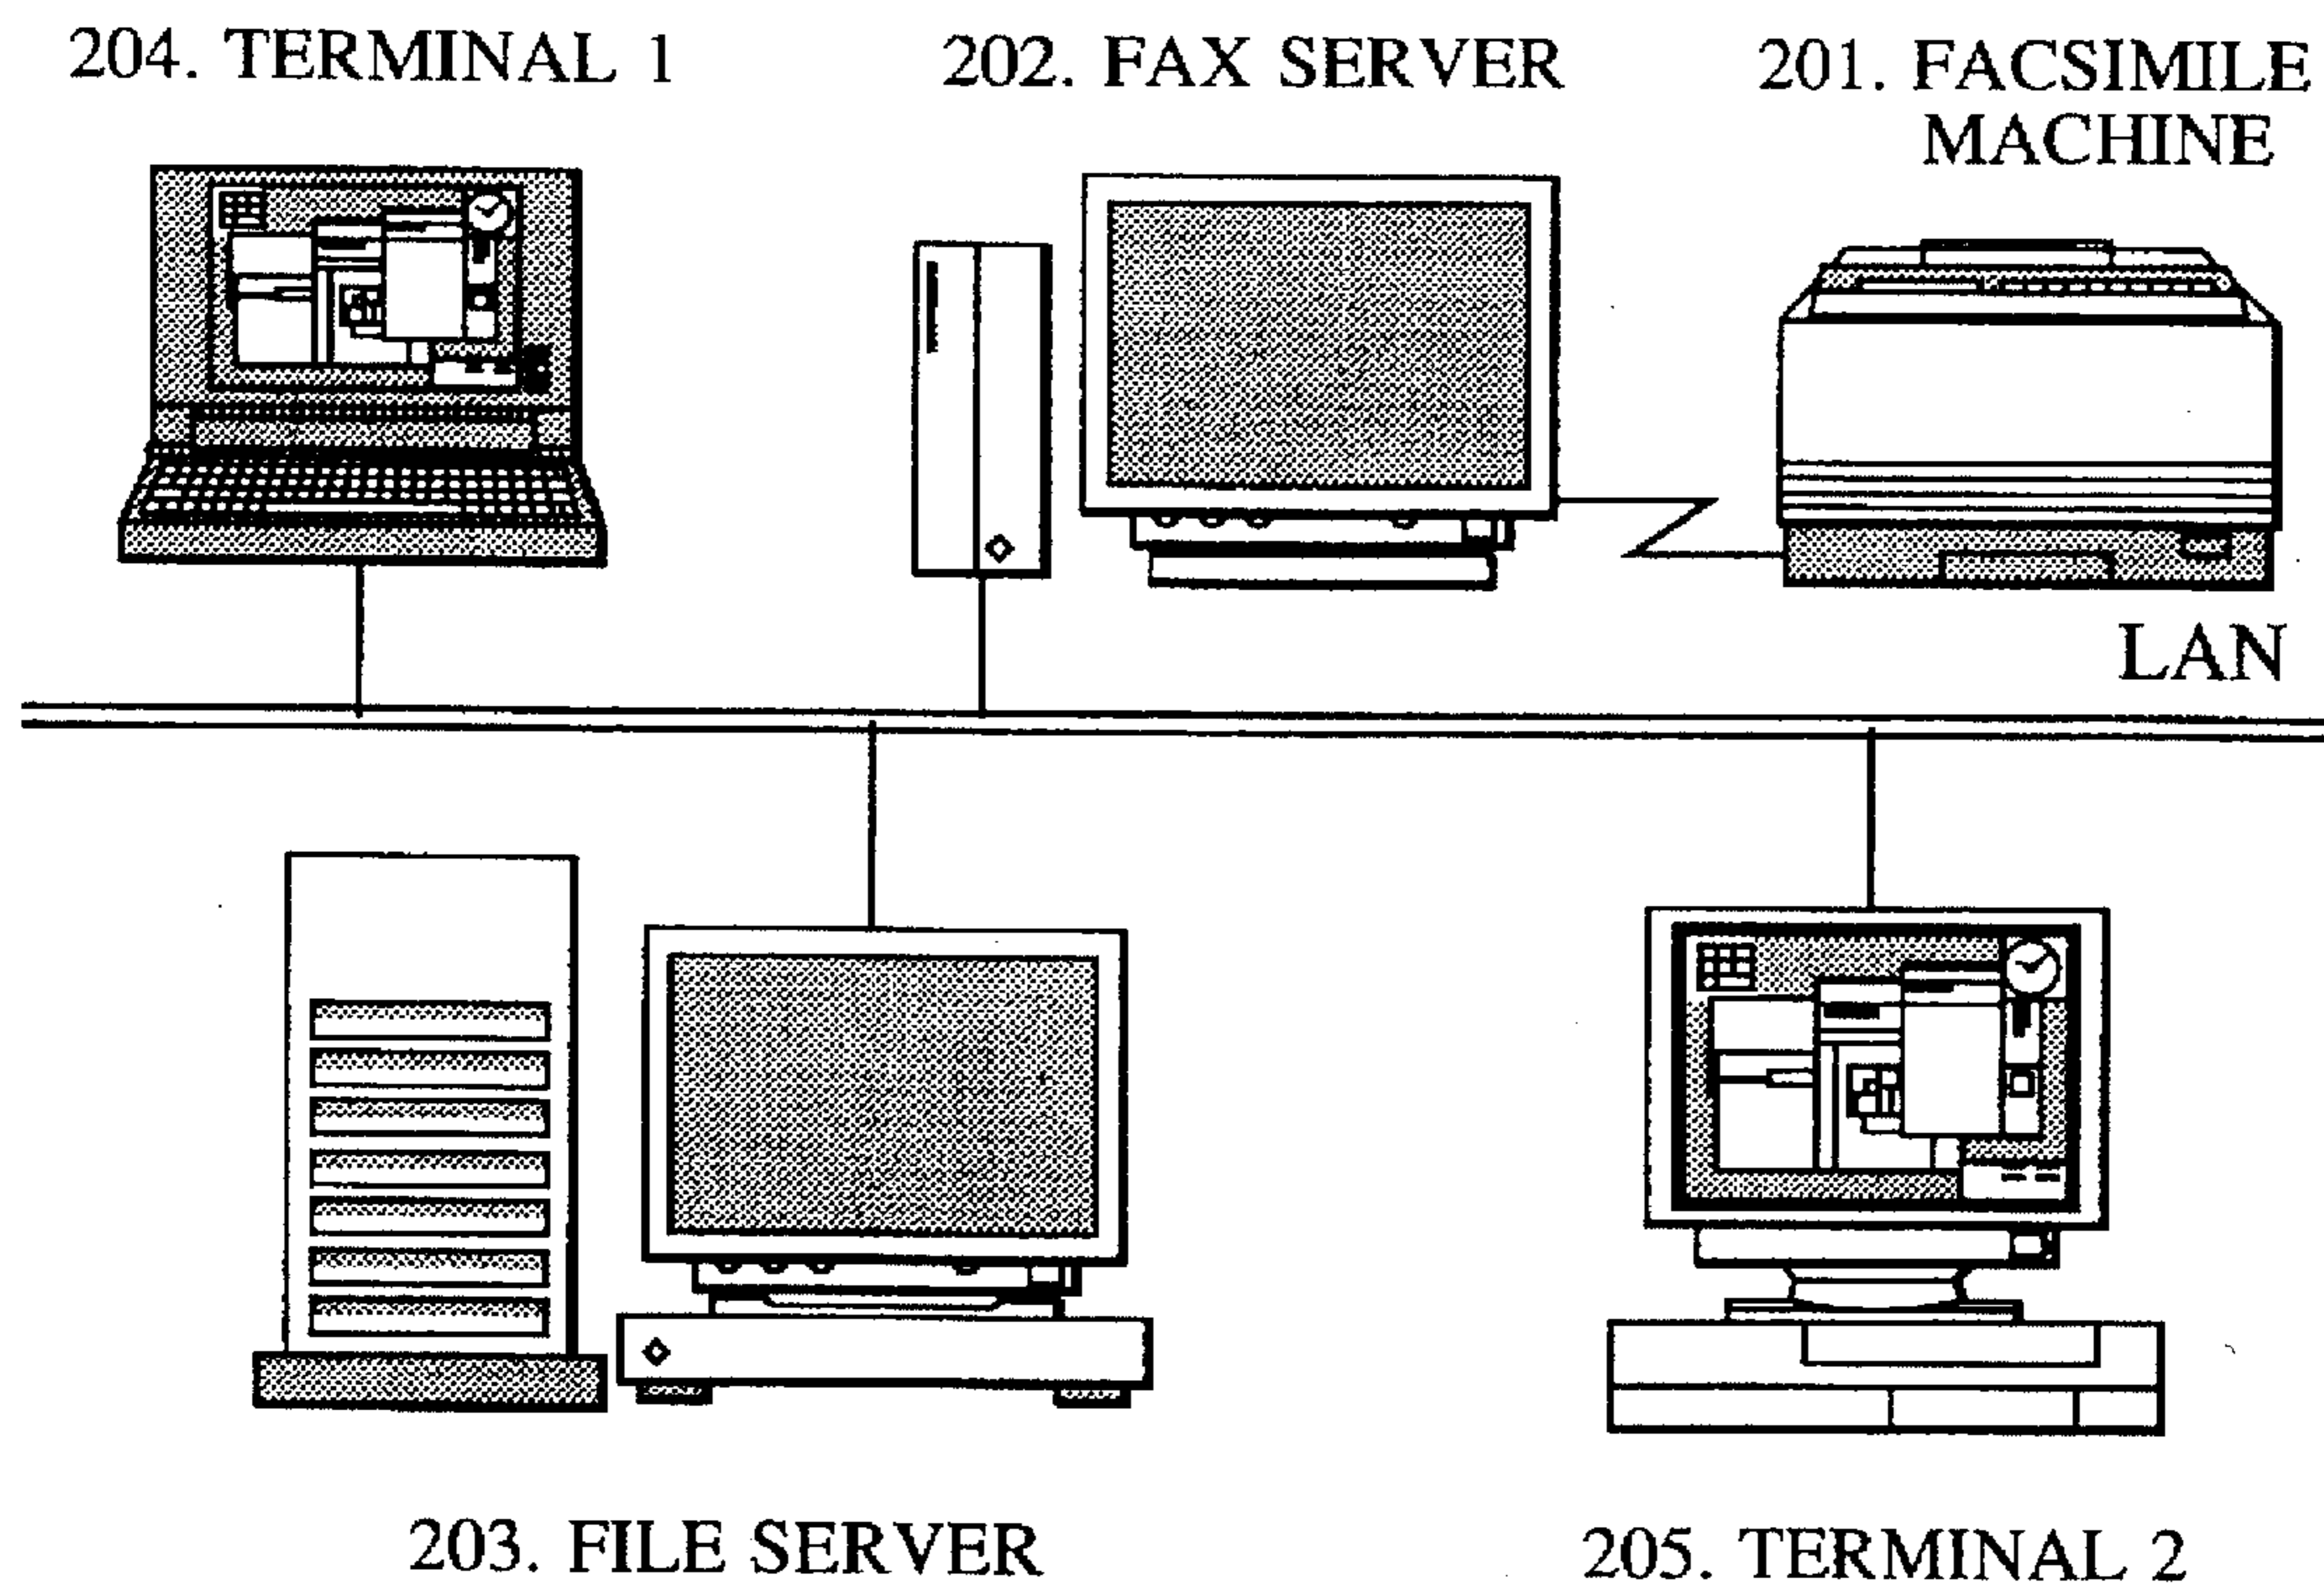 204. TERMINAL 1
202. FAX SERVER
201. FACSIMILE
MACHINE
LAN
203. FILE SERVER
205. TERMINAL 2